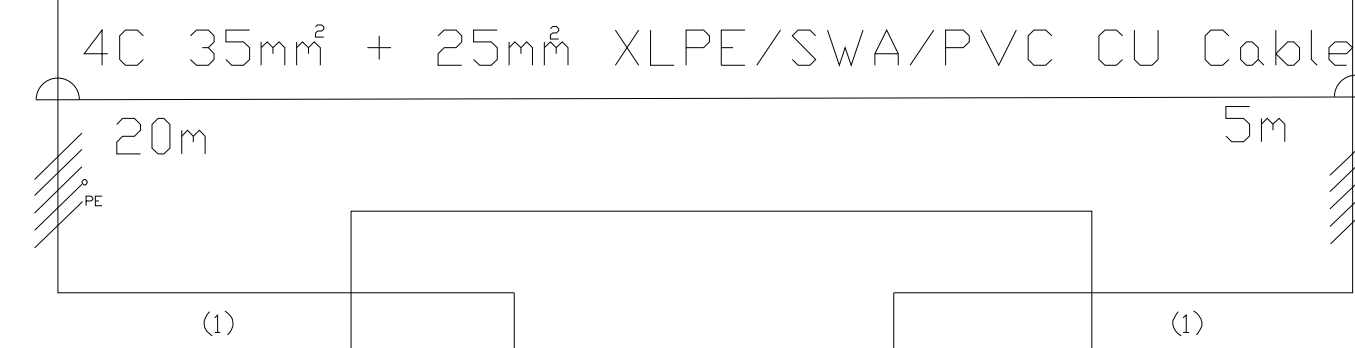 4C 35mm² + 25mm² XLPE/SWA/PVC CU Cable
20m
5m
PE
(1)
(1)